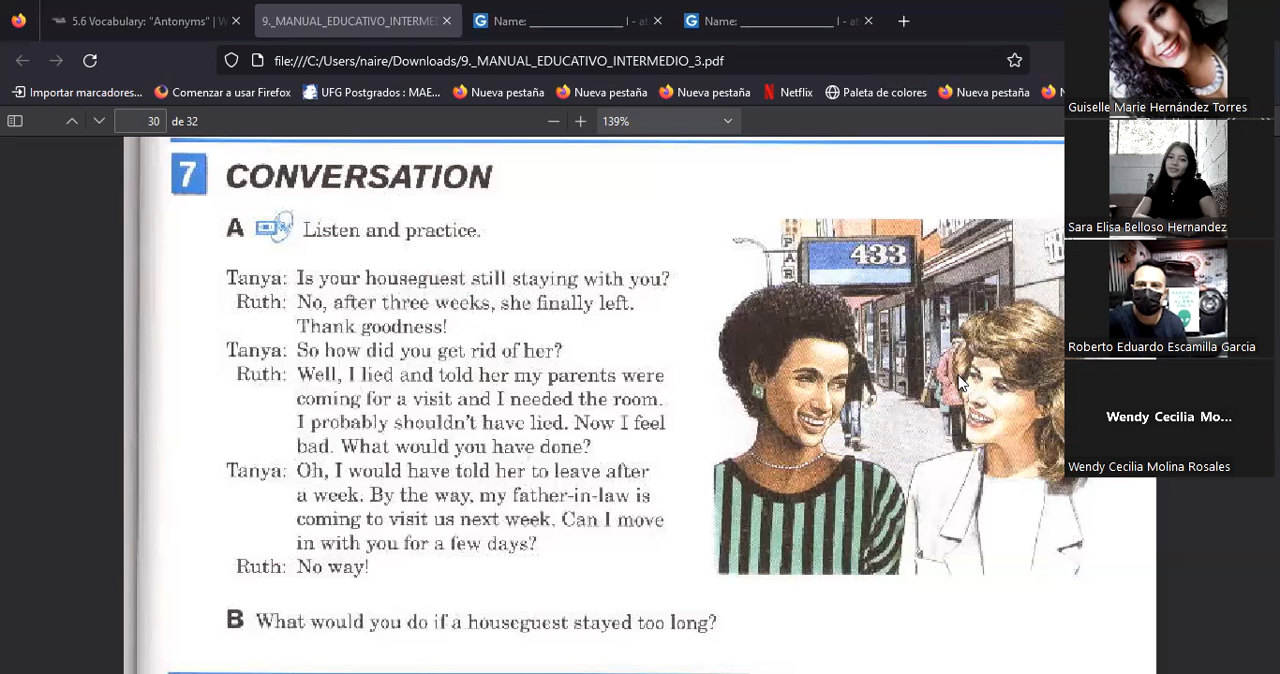 5.6 Vocabulary: "Antonyms" | W
9._MANUAL_EDUCATIVO_INTERME
Name: _______________ I - at
Name: _______________ I - at
file:///C:/Users/naire/Downloads/9._MANUAL_EDUCATIVO_INTERMEDIO_3.pdf
Importar marcadores...
Comenzar a usar Firefox
UFG Postgrados : MAE...
Nueva pestaña
Nueva pestaña
Nueva pestaña
Netflix
Paleta de colores
Nueva pestaña
N
30 de 32
139%
7 CONVERSATION
A Listen and practice.
Tanya: Is your houseguest still staying with you?
Ruth: No, after three weeks, she finally left.
Thank goodness!
Tanya: So how did you get rid of her?
Ruth: Well, I lied and told her my parents were
coming for a visit and I needed the room.
I probably shouldn't have lied. Now I feel
bad. What would you have done?
Tanya: Oh, I would have told her to leave after
a week. By the way, my father-in-law is
coming to visit us next week. Can I move
in with you for a few days?
Ruth: No way!
B What would you do if a houseguest stayed too long?
PAR
433
Guiselle Marie Hernández Torres
Sara Elisa Belloso Hernandez
Roberto Eduardo Escamilla Garcia
Wendy Cecilia Mo...
Wendy Cecilia Molina Rosales